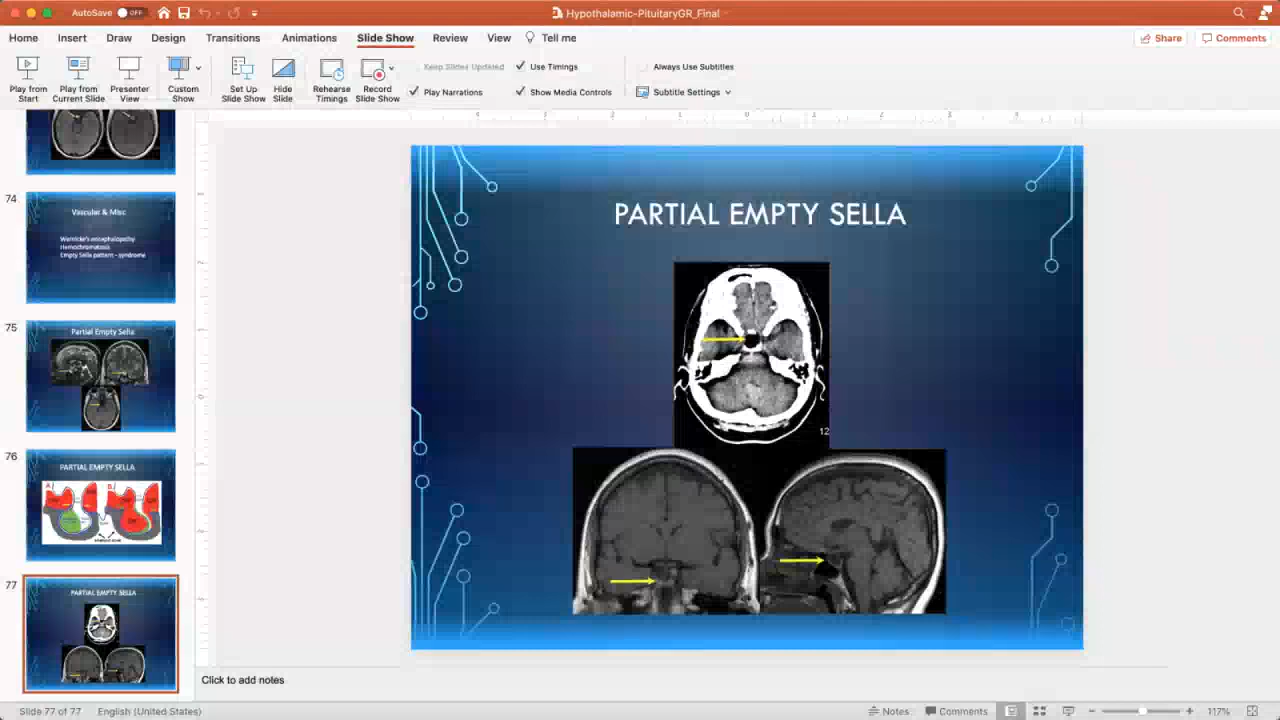 AutoSave OFF
Hypothalamic-PituitaryGR_Final
Home Insert Draw Design Transitions Animations Slide Show Review View Tell me
Share Comments
Play from Start
Play from Current Slide
Presenter View
Custom Show
Set Up Slide Show
Hide Slide
Rehearse Timings
Record Slide Show
Keep Slides Updated
Play Narrations
Use Timings
Show Media Controls
Always Use Subtitles
Subtitle Settings
74
Vascular & Misc
Wernicke's encephalopathy
Hemochromatosis
Empty Sella pattern - syndrome
75
Partial Empty Sella
76
PARTIAL EMPTY SELLA
A
B
77
PARTIAL EMPTY SELLA
PARTIAL EMPTY SELLA
12
Click to add notes
Slide 77 of 77 English (United States)
Notes Comments 117%